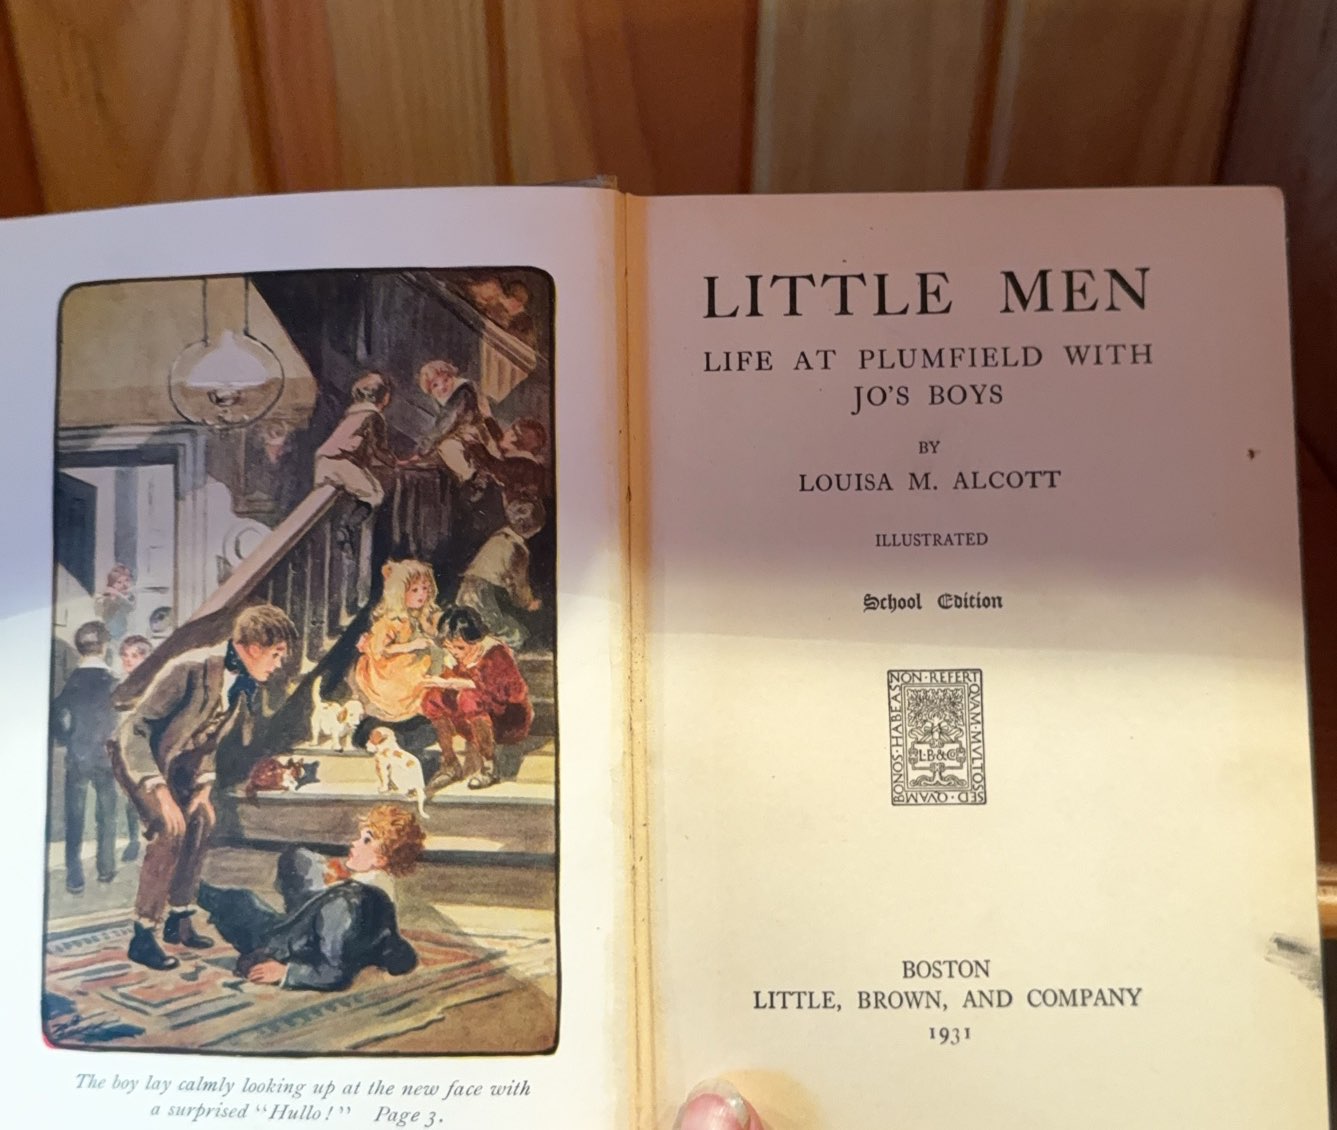 The boy lay calmly looking up at the new face with
a surprised "Hullo!" Page 3.
LITTLE MEN
LIFE AT PLUMFIELD WITH
JO'S BOYS
BY
LOUISA M. ALCOTT
ILLUSTRATED
School Edition
NON·REFERT
QVAM·MVLTOS
SED·QVAM
BONOS·HABEAS
L·B·&·Co
BOSTON
LITTLE, BROWN, AND COMPANY
1931